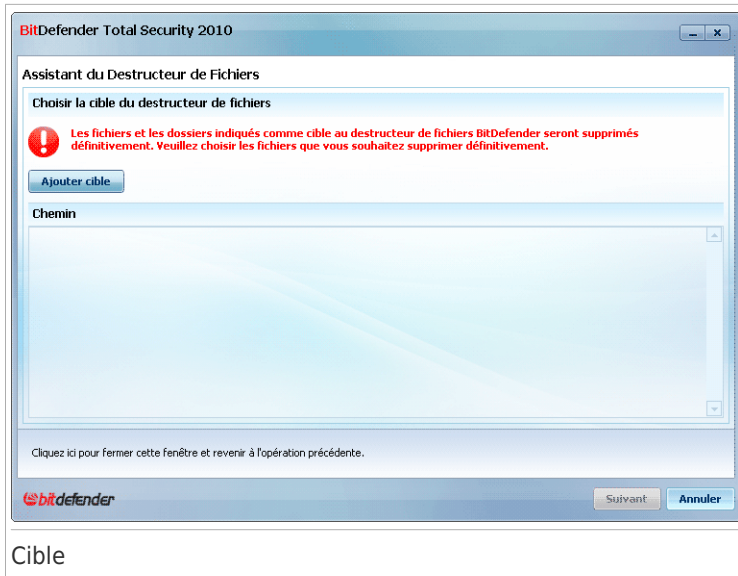 BitDefender Total Security 2010
Assistant du Destructeur de Fichiers
Choisir la cible du destructeur de fichiers
Les fichiers et les dossiers indiqués comme cible au destructeur de fichiers BitDefender seront supprimés
définitivement. Veuillez choisir les fichiers que vous souhaitez supprimer définitivement.
Ajouter cible
Chemin
Cliquez ici pour fermer cette fenêtre et revenir à l'opération précédente.
bitdefender
Suivant
Annuler
Cible